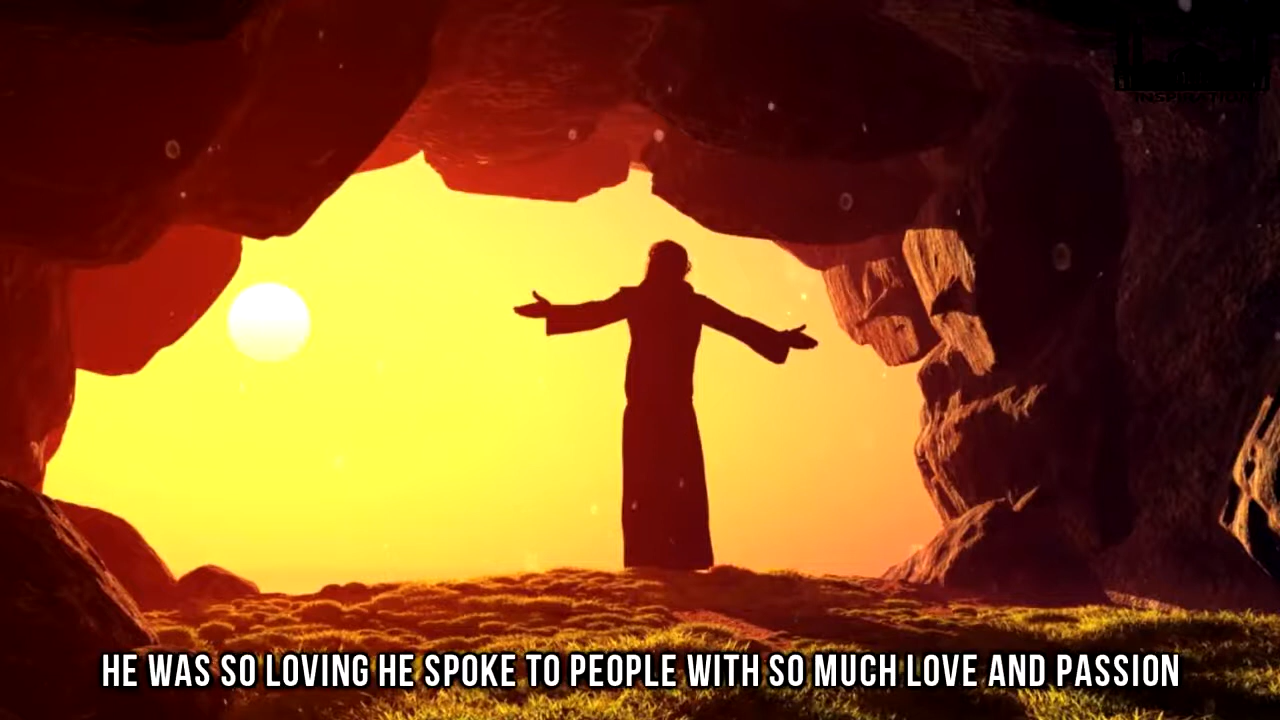 HE WAS SO LOVING HE SPOKE TO PEOPLE WITH SO MUCH LOVE AND PASSION